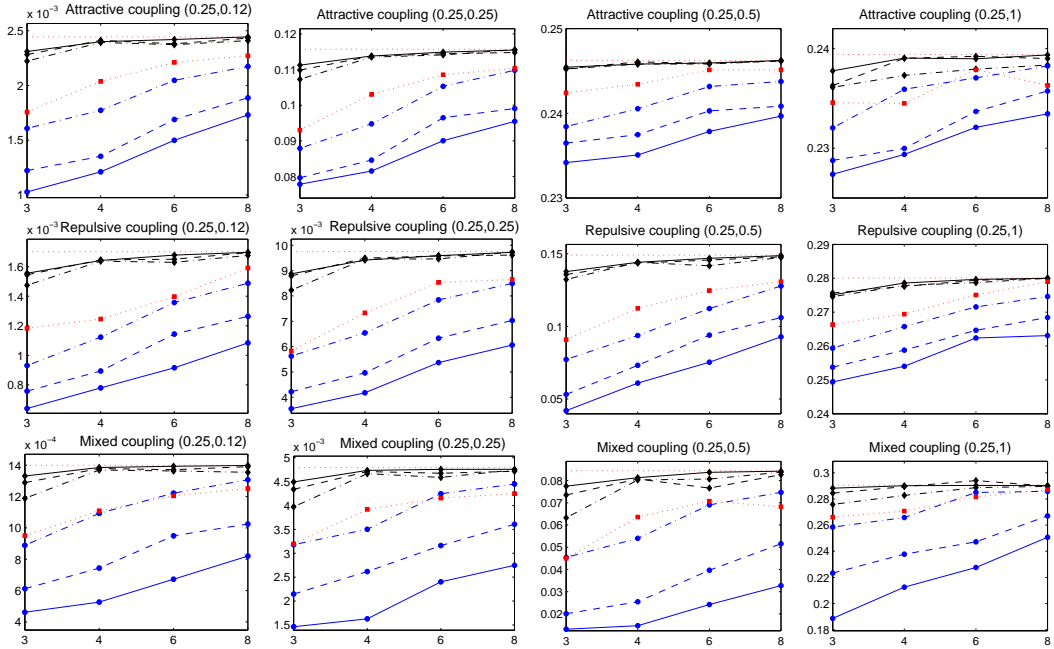 Attractive coupling (0.25,0.12)
x 10⁻³
2.5
2
1.5
1
3 4 6 8
Attractive coupling (0.25,0.25)
0.12
0.11
0.1
0.09
0.08
3 4 6 8
Attractive coupling (0.25,0.5)
0.25
0.24
0.23
3 4 6 8
Attractive coupling (0.25,1)
0.24
0.23
3 4 6 8
Repulsive coupling (0.25,0.12)
x 10⁻³
1.6
1.4
1.2
1
0.8
3 4 6 8
Repulsive coupling (0.25,0.25)
x 10⁻³
10
9
8
7
6
5
4
3 4 6 8
Repulsive coupling (0.25,0.5)
0.15
0.1
0.05
3 4 6 8
Repulsive coupling (0.25,1)
0.28
0.27
0.26
0.25
0.24
3 4 6 8
Mixed coupling (0.25,0.12)
x 10⁻⁴
14
12
10
8
6
4
3 4 6 8
Mixed coupling (0.25,0.25)
x 10⁻³
5
4.5
4
3.5
3
2.5
2
1.5
3 4 6 8
Mixed coupling (0.25,0.5)
0.08
0.07
0.06
0.05
0.04
0.03
0.02
3 4 6 8
Mixed coupling (0.25,1)
0.3
0.28
0.26
0.24
0.22
0.2
0.18
3 4 6 8